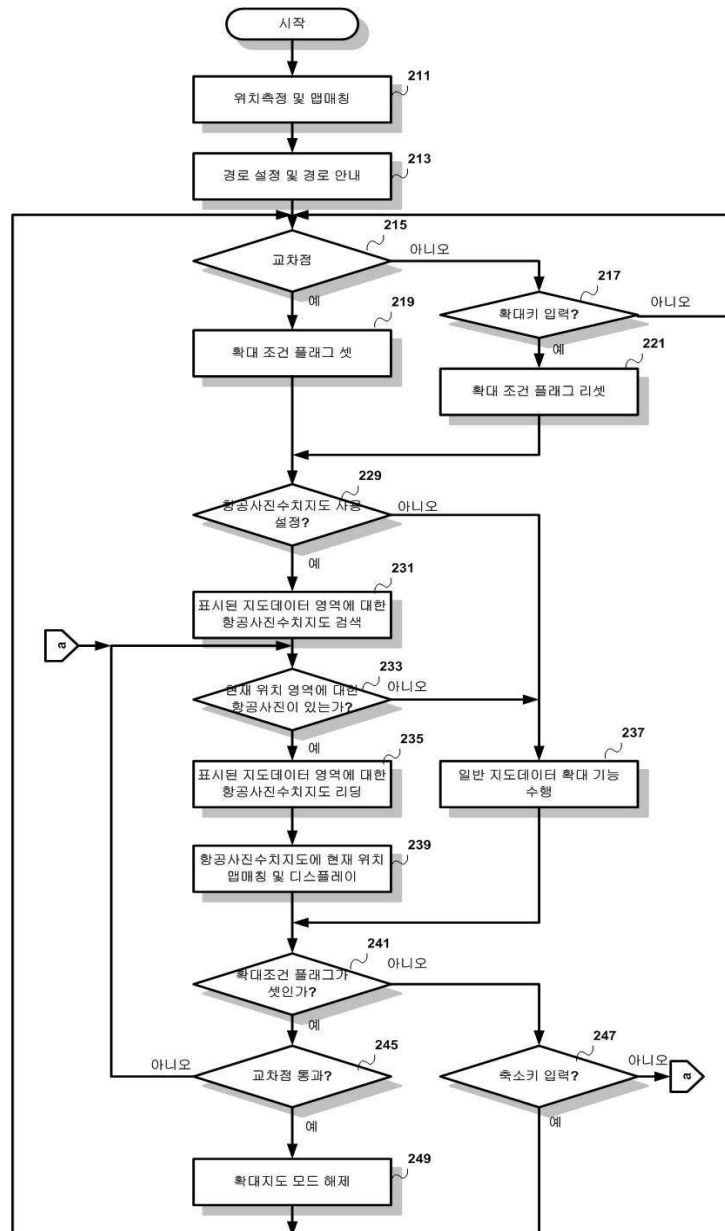 시작
211
위치측정 및 맵매칭
213
경로 설정 및 경로 안내
215
교차점
아니오
예
217
확대키 입력?
아니오
예
219
확대 조건 플래그 셋
221
확대 조건 플래그 리셋
229
항공사진수치지도 사용
설정?
아니오
예
231
표시된 지도데이터 영역에 대한
항공사진수치지도 검색
a
233
현재 위치 영역에 대한
항공사진이 있는가?
아니오
예
235
표시된 지도데이터 영역에 대한
항공사진수치지도 리딩
237
일반 지도데이터 확대 기능
수행
239
항공사진수치지도에 현재 위치
맵매칭 및 디스플레이
241
확대조건 플래그가
셋인가?
아니오
예
245
교차점 통과?
아니오
예
247
축소키 입력?
아니오
a
예
249
확대지도 모드 해제